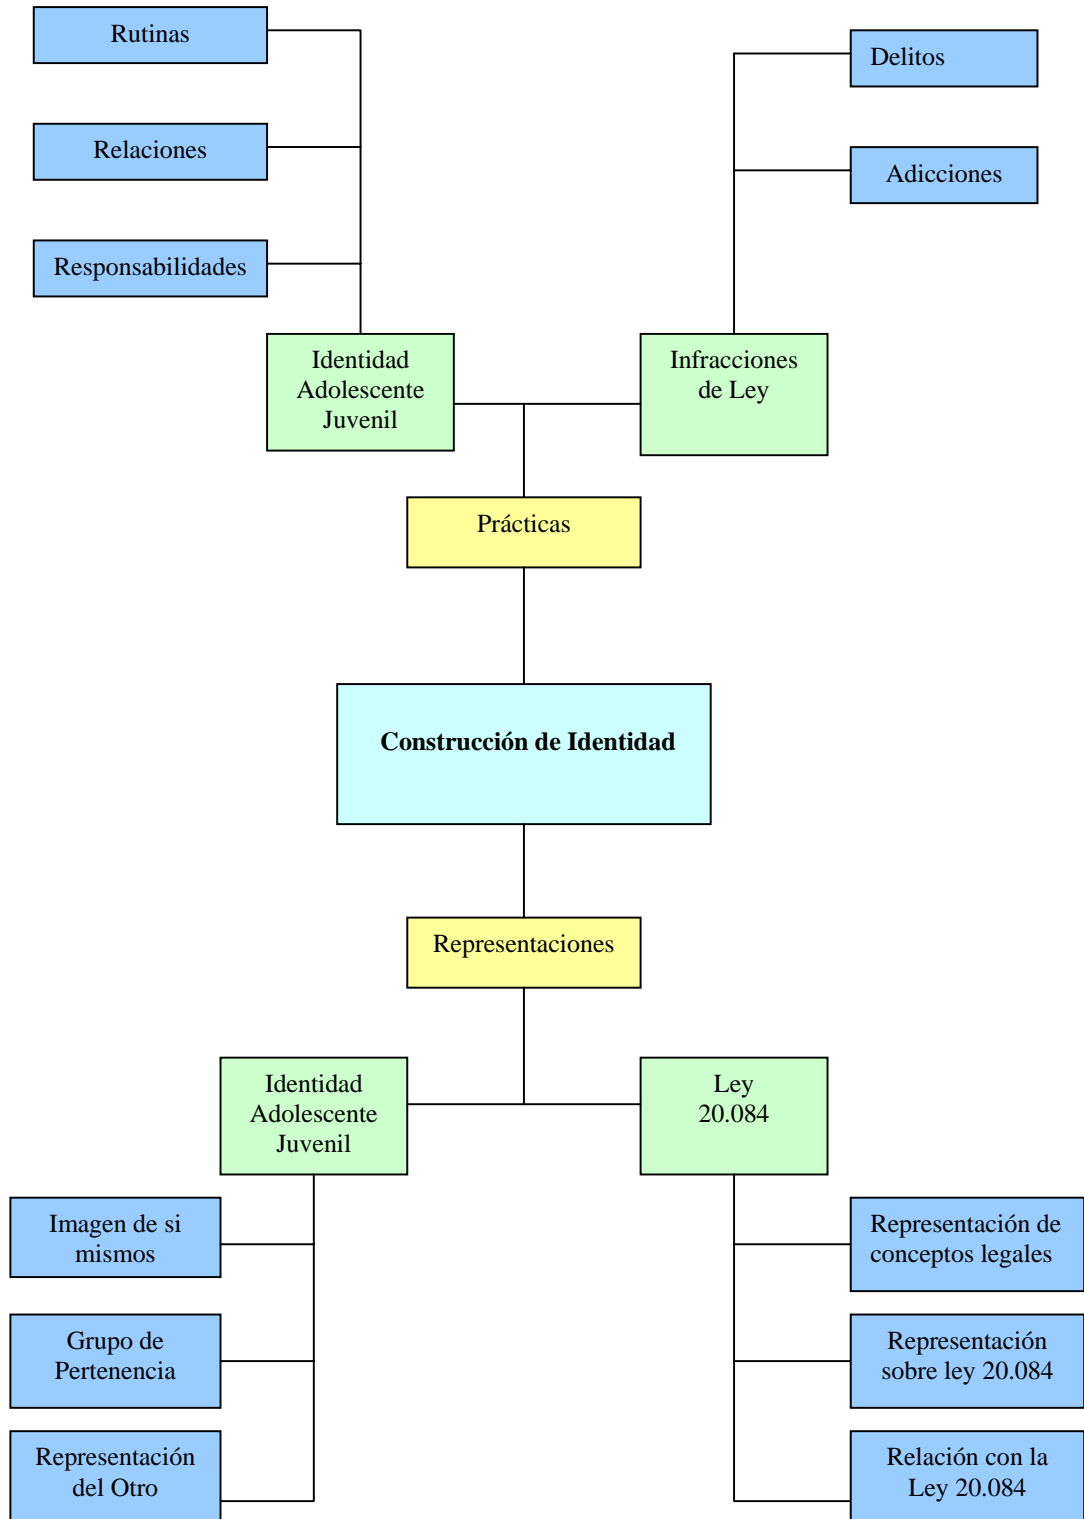 Rutinas
Delitos
Relaciones
Adicciones
Responsabilidades
Identidad
Adolescente
Juvenil
Infracciones
de Ley
Prácticas
Construcción de Identidad
Representaciones
Identidad
Adolescente
Juvenil
Ley
20.084
Imagen de si
mismos
Representación de
conceptos legales
Grupo de
Pertenencia
Representación
sobre ley 20.084
Representación
del Otro
Relación con la
Ley 20.084